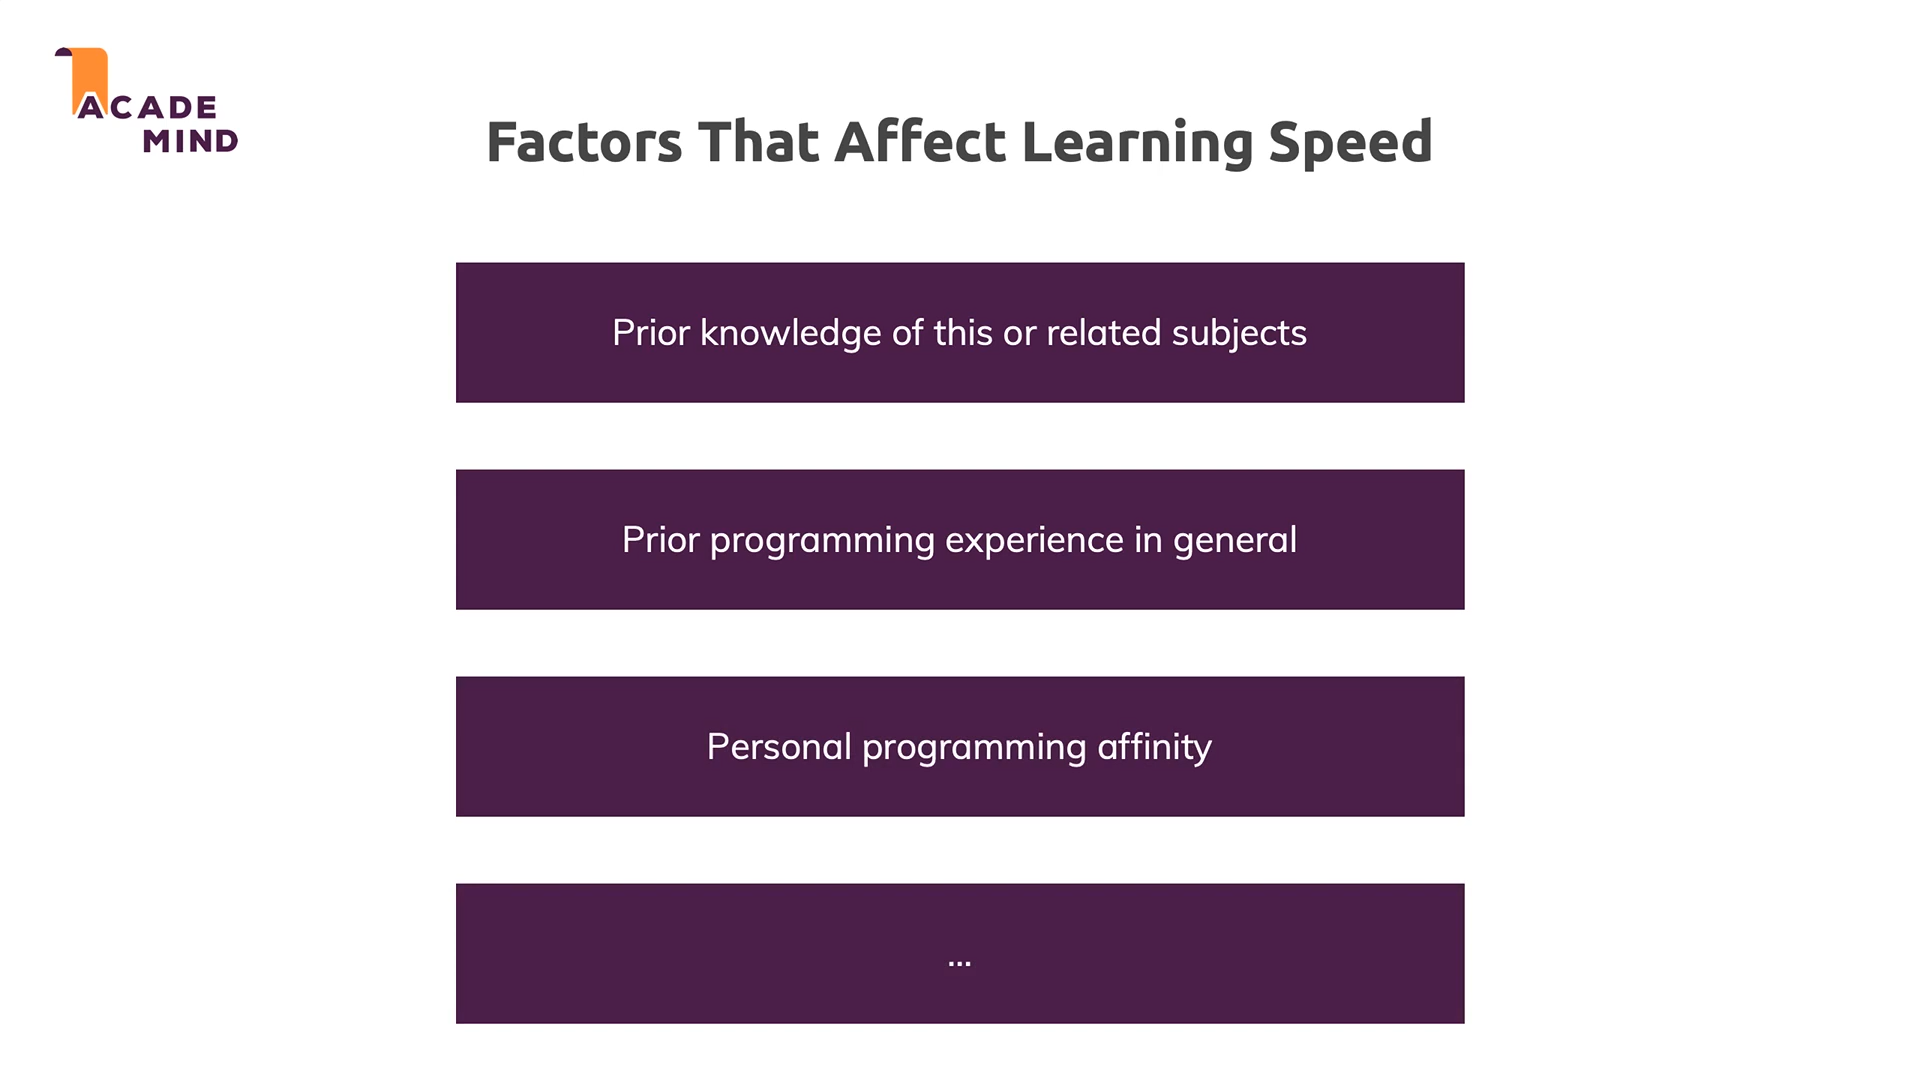 ACADE
MIND
Factors That Affect Learning Speed
Prior knowledge of this or related subjects
Prior programming experience in general
Personal programming affinity
...